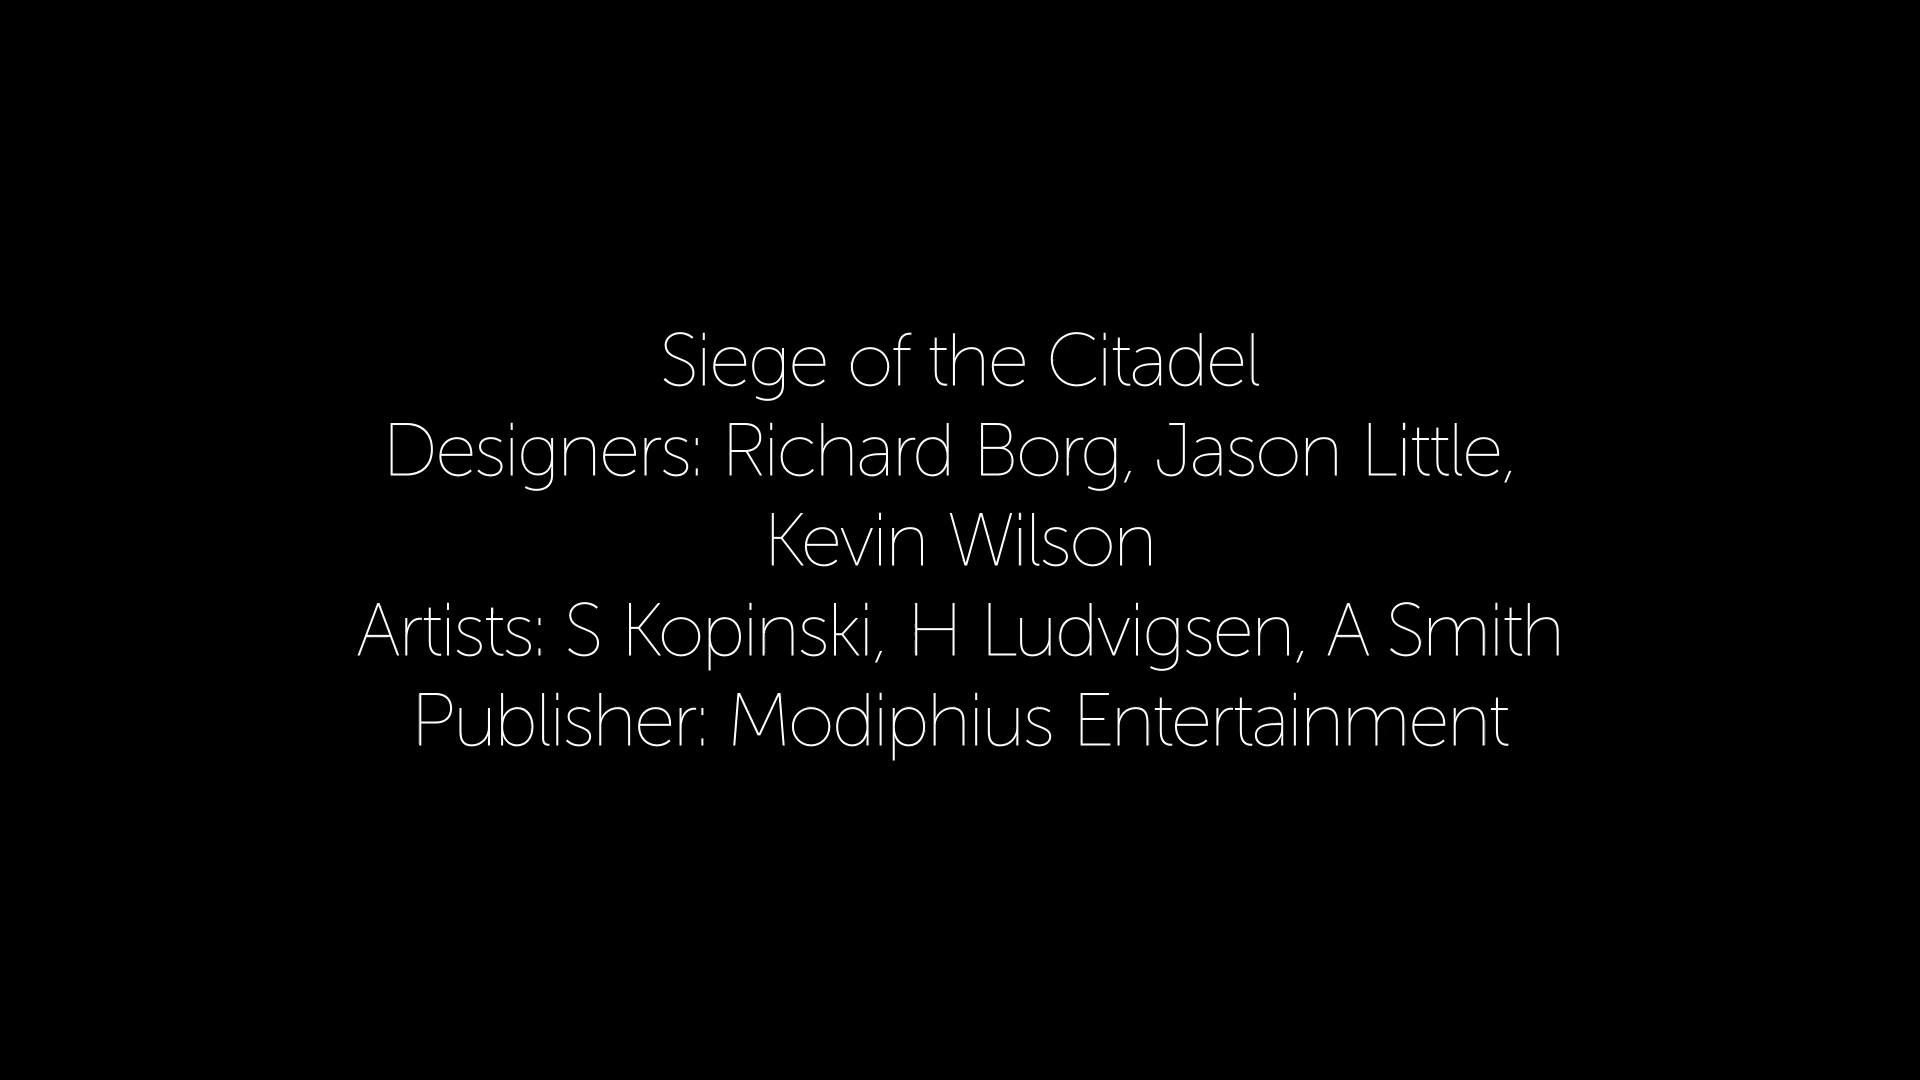 Siege of the Citadel
Designers: Richard Borg, Jason Little,
Kevin Wilson
Artists: S Kopinski, H Ludvigsen, A Smith
Publisher: Modiphius Entertainment